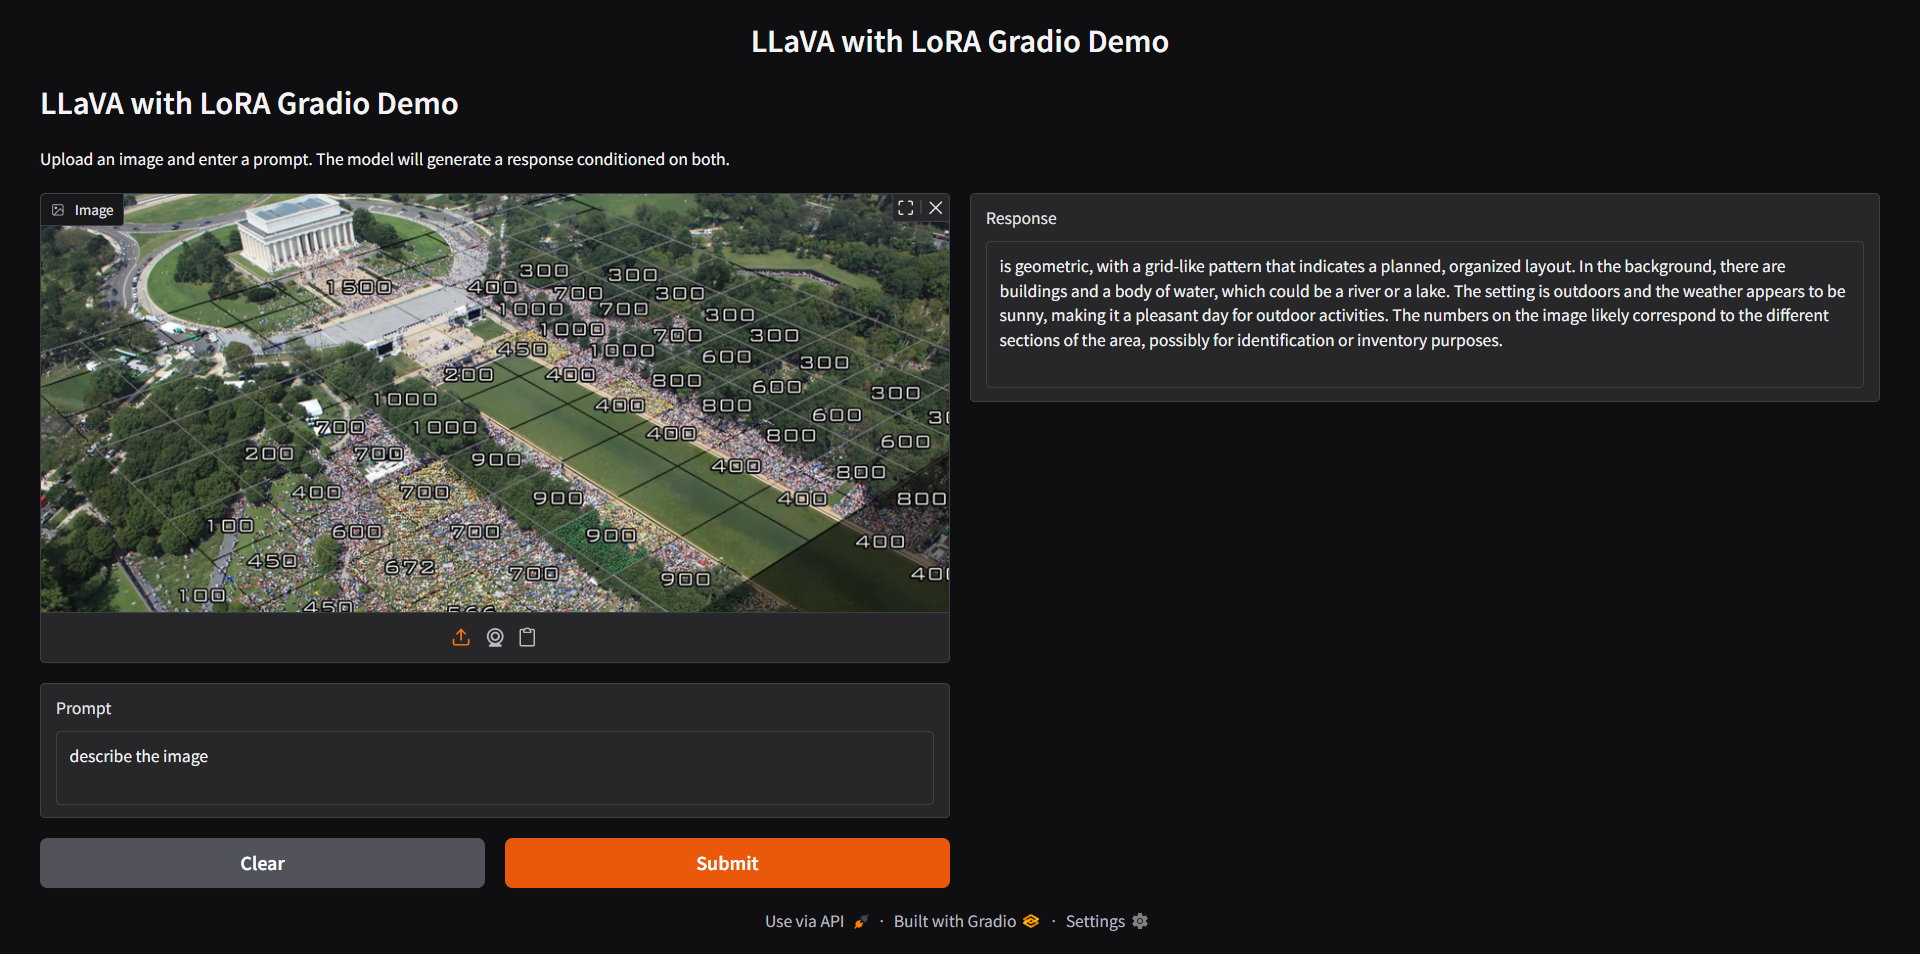 LLaVA with LoRA Gradio Demo
LLaVA with LoRA Gradio Demo
Upload an image and enter a prompt. The model will generate a response conditioned on both.
Image
300 300
1500 400 700 300
1000 700 300
1000 700 300
450 1000 600 300
200 400 800 600 300
1000 400 800 600
700 1000 400 800 600
200 700 900 400 800
400 700 900 400 800
100 600 700 900 400
450 672 700 900
100 450
Prompt
describe the image
Clear
Submit
Response
is geometric, with a grid-like pattern that indicates a planned, organized layout. In the background, there are
buildings and a body of water, which could be a river or a lake. The setting is outdoors and the weather appears to be
sunny, making it a pleasant day for outdoor activities. The numbers on the image likely correspond to the different
sections of the area, possibly for identification or inventory purposes.
Use via API · Built with Gradio · Settings